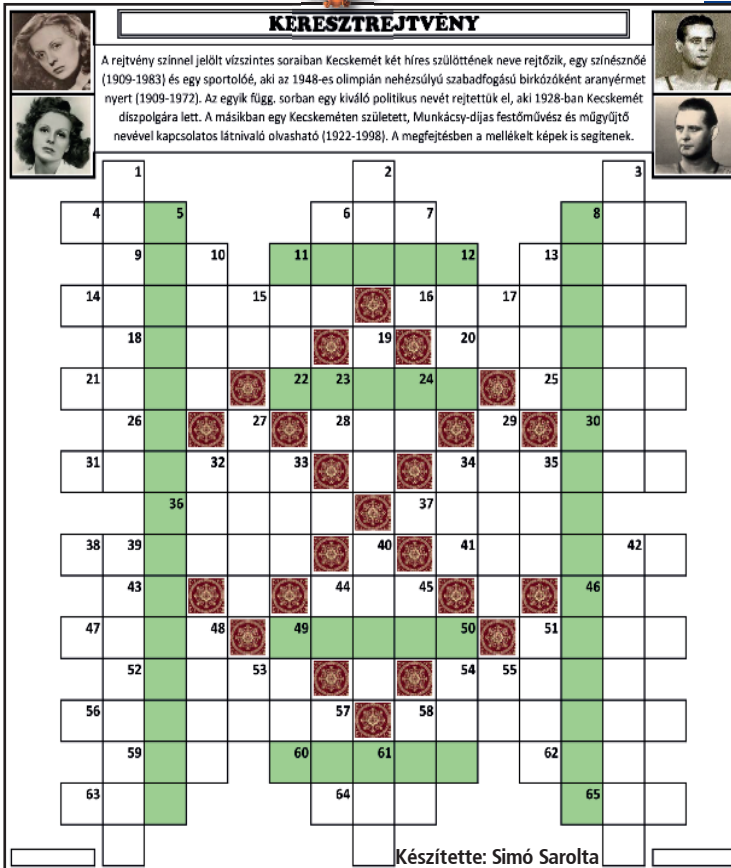 KERESZTREJTVÉNY
A rejtvény színnel jelölt vízszintes soraiban Kecskemét két híres szülöttének neve rejtőzik, egy színésznőé
(1909-1983) és egy sportolóé, aki az 1948-es olimpián nehézsúlyú szabadfogású birkózóként aranyérmet
nyert (1909-1972). Az egyik függ. sorban egy kiváló politikus nevét rejtettük el, aki 1928-ban Kecskemét
díszpolgára lett. A másikban egy Kecskeméten született, Munkácsy-díjas festőművész és műgyűjtő
nevével kapcsolatos látnivaló olvasható (1922-1998). A megfejtésben a mellékelt képek is segítenek.
1 2 3
4 5 6 7 8
9 10 11 12 13
14 15 16 17
18 19 20
21 22 23 24 25
26 27 28 29 30
31 32 33 34 35
36 37
38 39 40 41 42
43 44 45 46
47 48 49 50 51
52 53 54 55
56 57 58
59 60 61 62
63 64 65
Készítette: Simó Sarolta